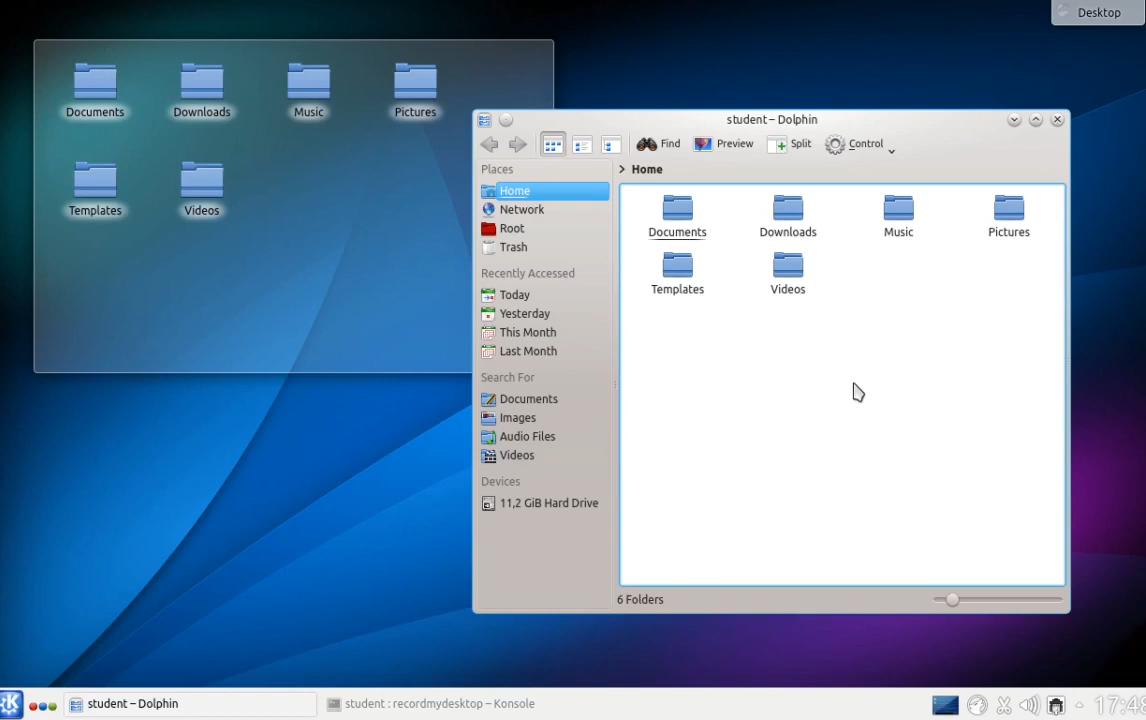 Desktop
Documents Downloads Music Pictures
Templates Videos
student – Dolphin
Find Preview Split Control
Places
> Home
Home
Network
Root
Trash
Recently Accessed
Today
Yesterday
This Month
Last Month
Search For
Documents
Images
Audio Files
Videos
Devices
11,2 GiB Hard Drive
Documents Downloads Music Pictures
Templates Videos
6 Folders
student – Dolphin
student : recordmydesktop – Konsole